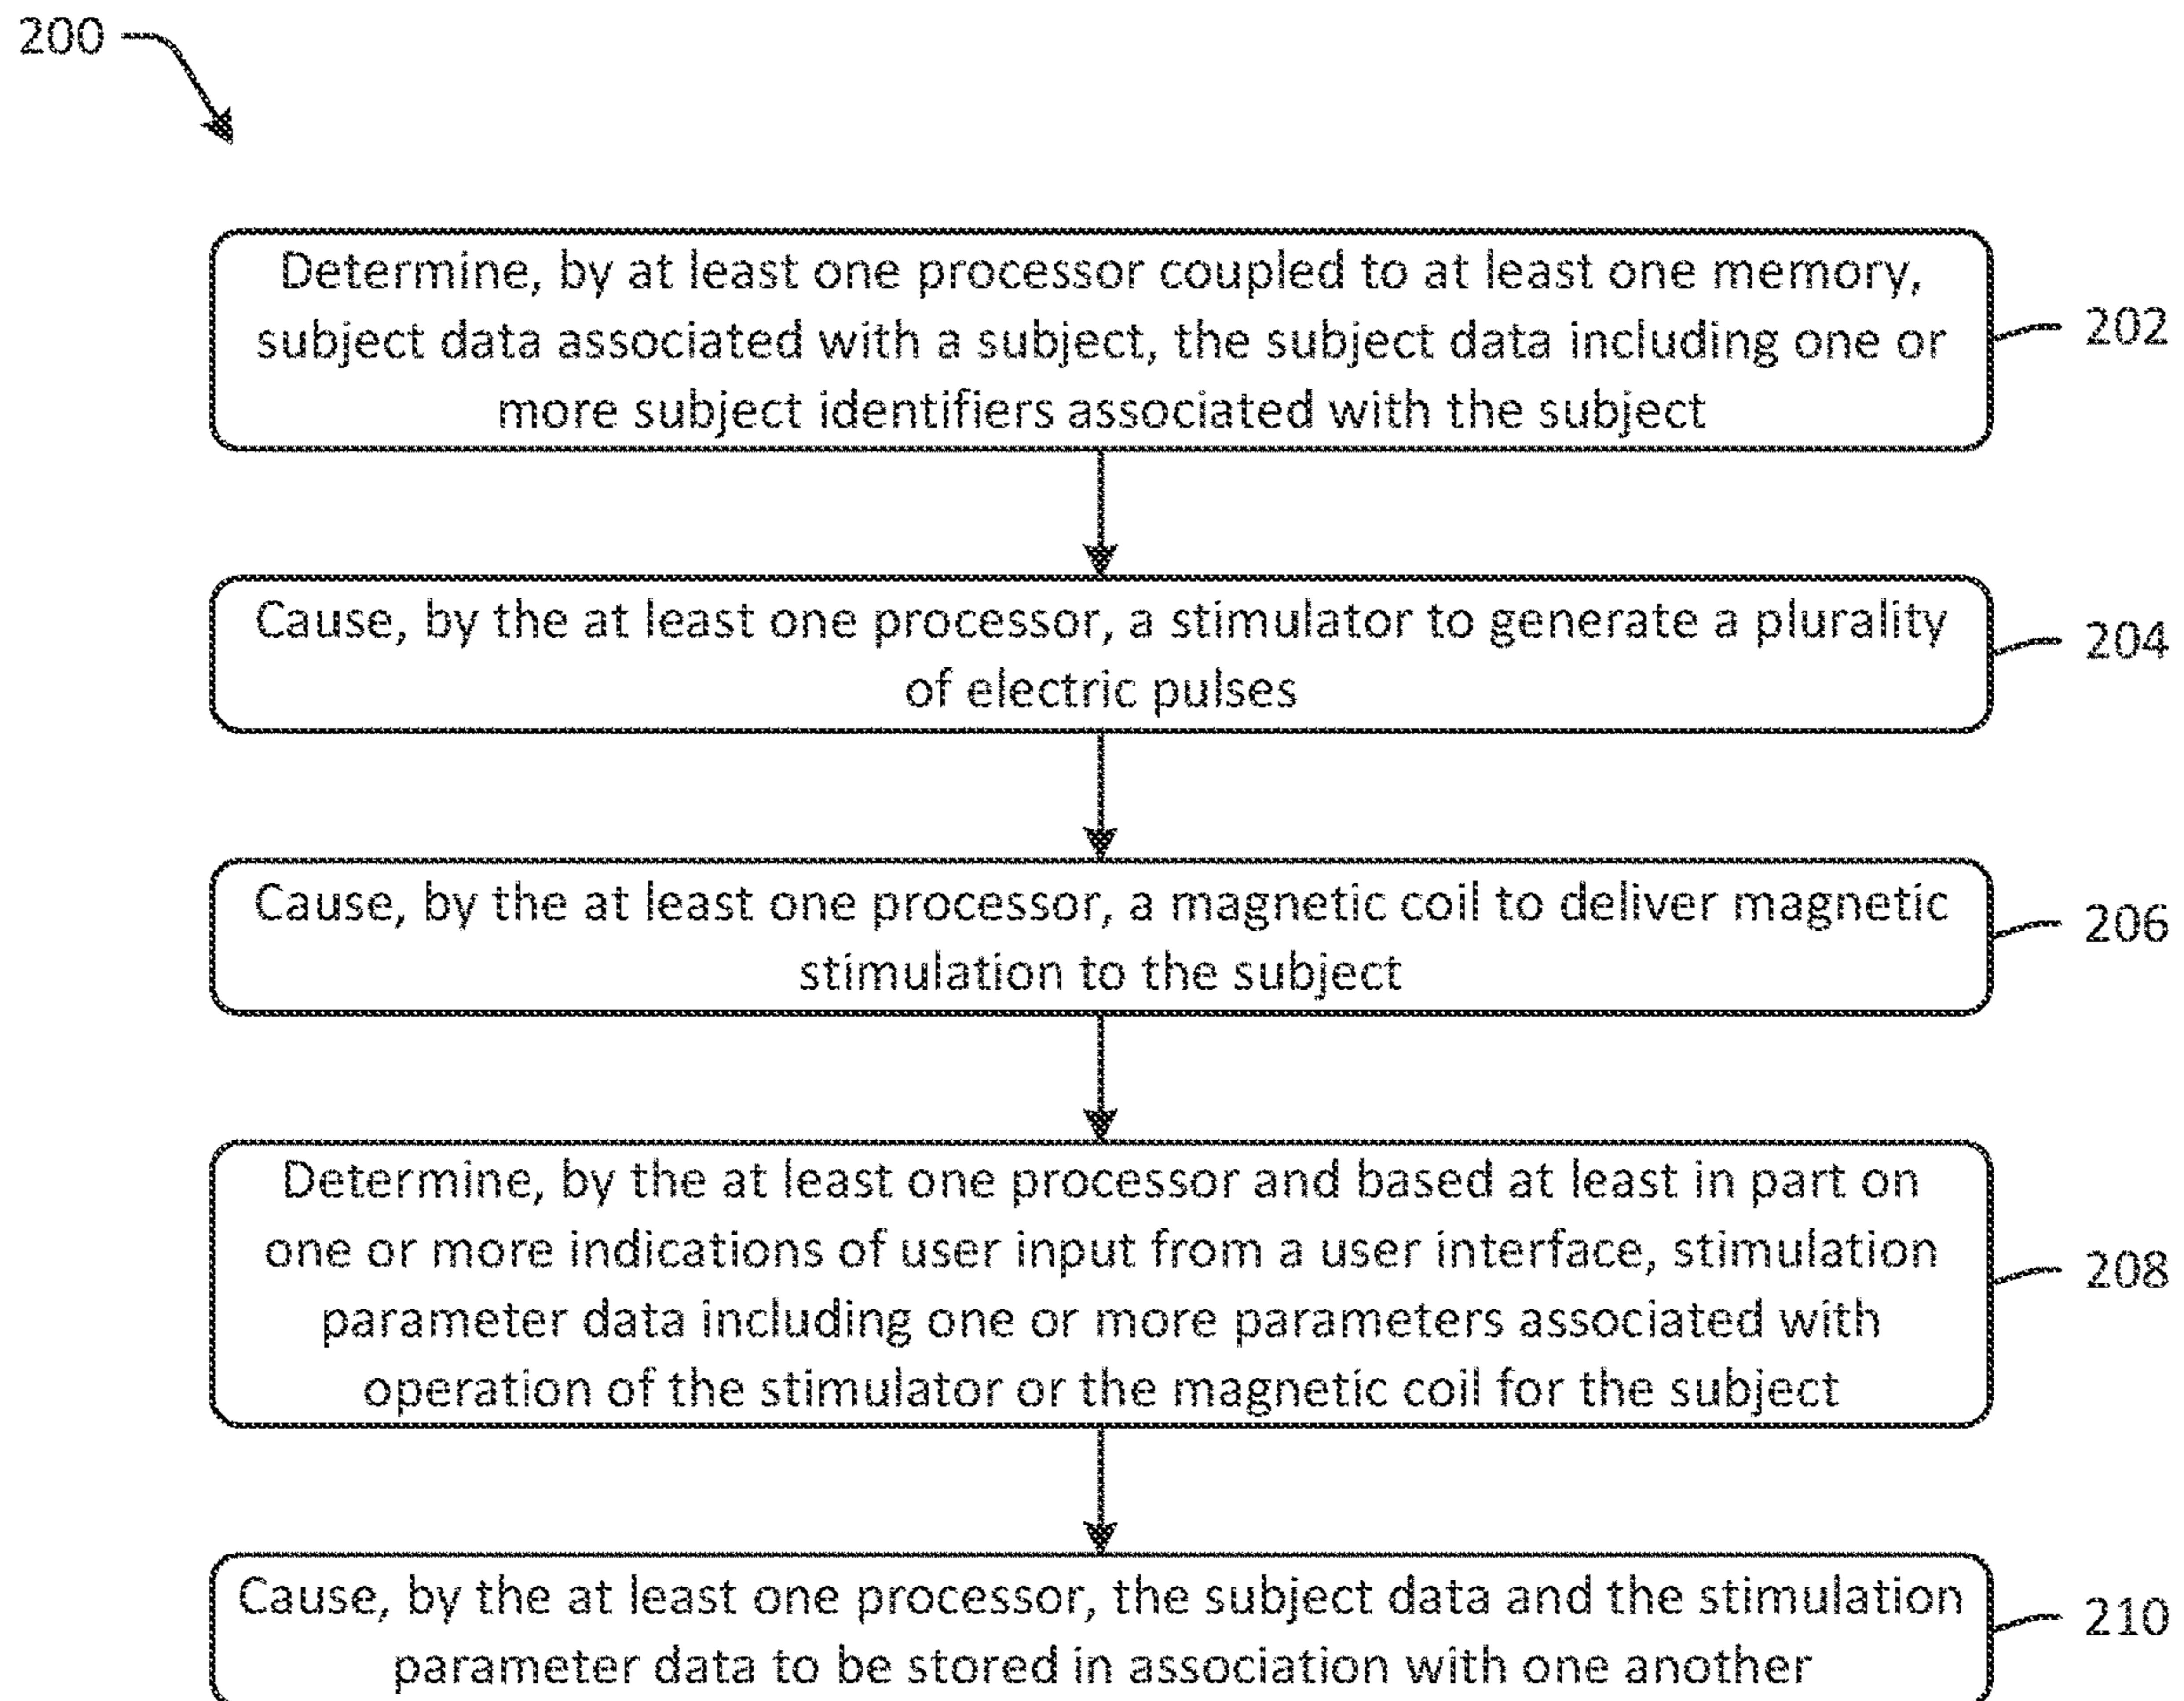 200
Determine, by at least one processor coupled to at least one memory,
subject data associated with a subject, the subject data including one or
more subject identifiers associated with the subject
202
Cause, by the at least one processor, a stimulator to generate a plurality
of electric pulses
204
Cause, by the at least one processor, a magnetic coil to deliver magnetic
stimulation to the subject
206
Determine, by the at least one processor and based at least in part on
one or more indications of user input from a user interface, stimulation
parameter data including one or more parameters associated with
operation of the stimulator or the magnetic coil for the subject
208
Cause, by the at least one processor, the subject data and the stimulation
parameter data to be stored in association with one another
210